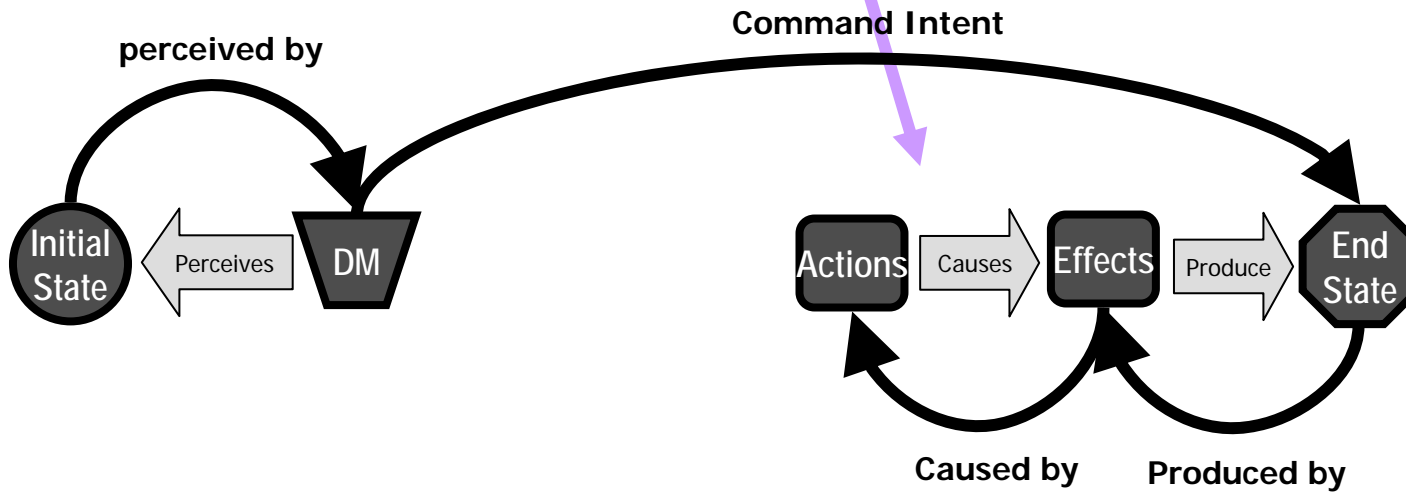 Command Intent
perceived by
Initial
State
Perceives
DM
Actions
Causes
Effects
Produce
End
State
Caused by
Produced by